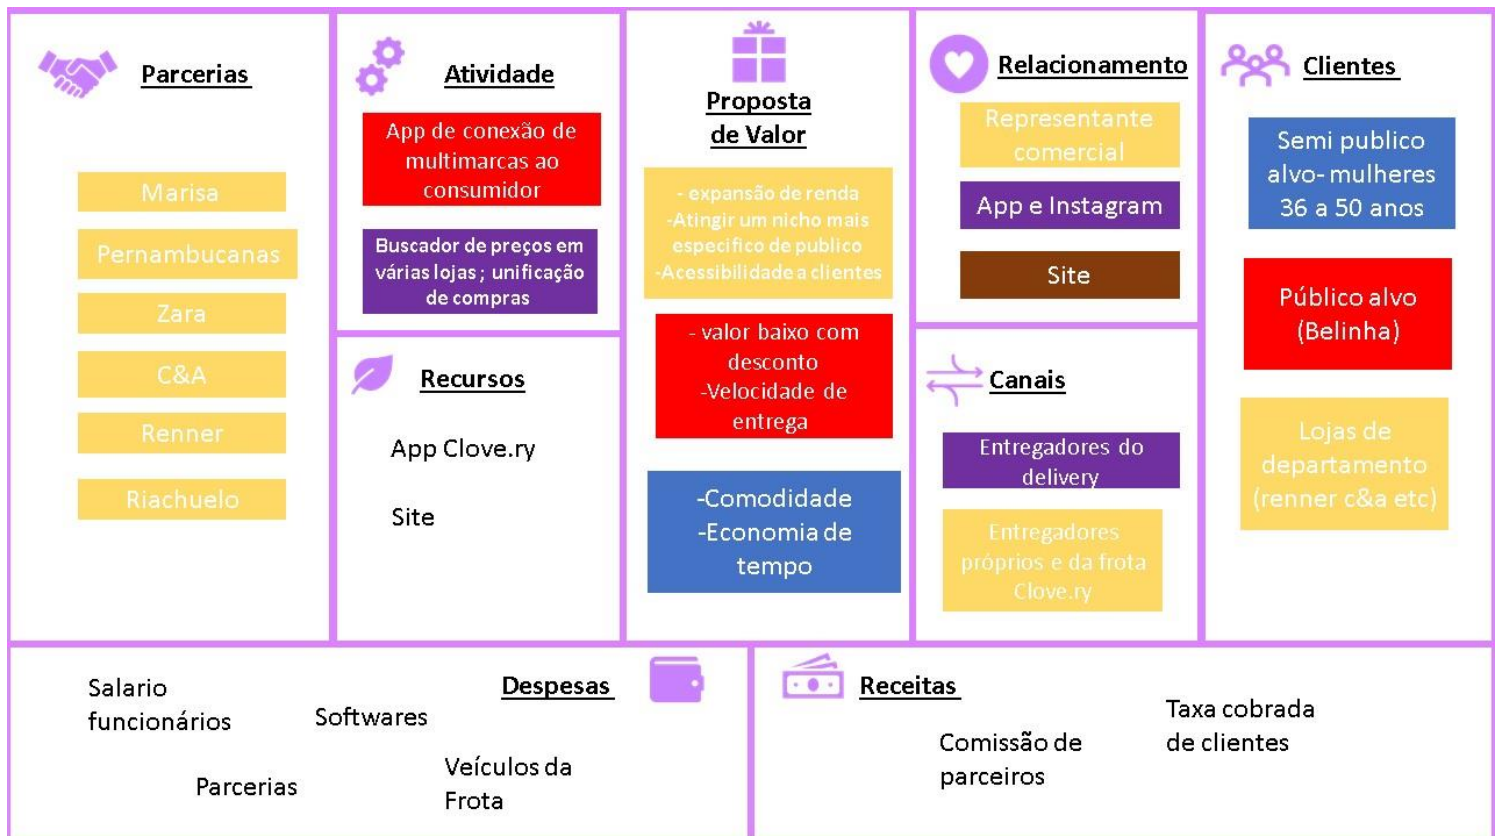 Parcerias
Marisa
Pernambucanas
Zara
C&A
Renner
Riachuelo
Atividade
App de conexão de
multimarcas ao
consumidor
Buscador de preços em
várias lojas ; unificação
de compras
Recursos
App Clove.ry
Site
Proposta
de Valor
- expansão de renda
-Atingir um nicho mais
especifico de publico
-Acessibilidade a clientes
- valor baixo com
desconto
-Velocidade de
entrega
-Comodidade
-Economia de
tempo
Relacionamento
Representante
comercial
App e Instagram
Site
Canais
Entregadores do
delivery
Entregadores
próprios e da frota
Clove.ry
Clientes
Semi publico
alvo- mulheres
36 a 50 anos
Público alvo
(Belinha)
Lojas de
departamento
(renner c&a etc)
Despesas
Salario
funcionários
Softwares
Parcerias
Veículos da
Frota
Receitas
Comissão de
parceiros
Taxa cobrada
de clientes